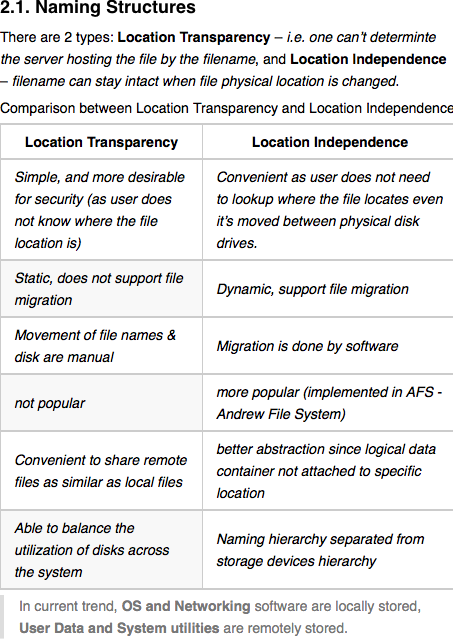 2.1. Naming Structures
There are 2 types: Location Transparency – i.e. one can't determinte
the server hosting the file by the filename, and Location Independence
– filename can stay intact when file physical location is changed.
Comparison between Location Transparency and Location Independence
Location Transparency
Location Independence
Simple, and more desirable
for security (as user does
not know where the file
location is)
Convenient as user does not need
to lookup where the file locates even
it's moved between physical disk
drives.
Static, does not support file
migration
Dynamic, support file migration
Movement of file names &
disk are manual
Migration is done by software
not popular
more popular (implemented in AFS -
Andrew File System)
Convenient to share remote
files as similar as local files
better abstraction since logical data
container not attached to specific
location
Able to balance the
utilization of disks across
the system
Naming hierarchy separated from
storage devices hierarchy
In current trend, OS and Networking software are locally stored,
User Data and System utilities are remotely stored.